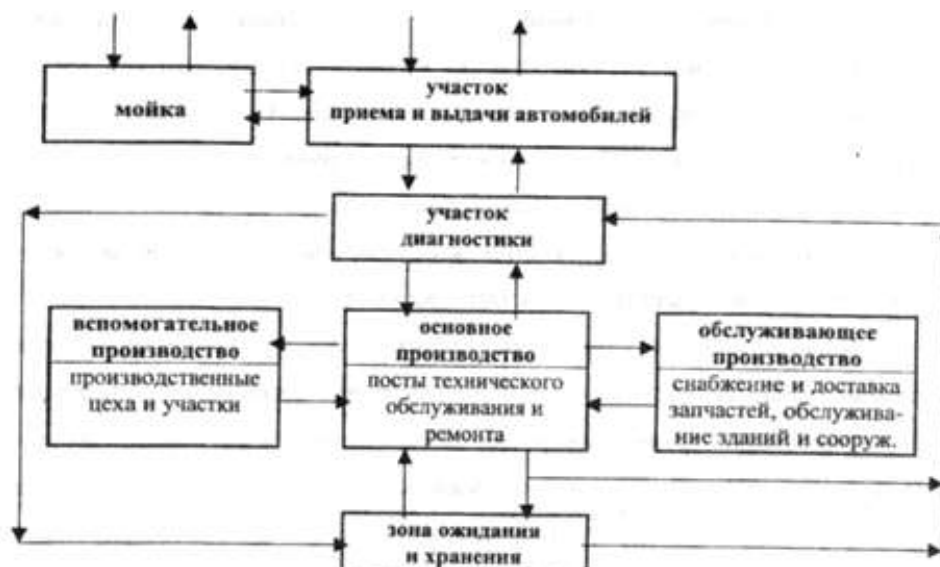 мойка
участок
приема и выдачи автомобилей
участок
диагностики
вспомогательное
производство
производственные
цеха и участки
основное
производство
посты технического
обслуживания и
ремонта
обслуживающее
производство
снабжение и доставка
запчастей, обслужива-
ние зданий и сооруж.
зона ожидания
и хранения